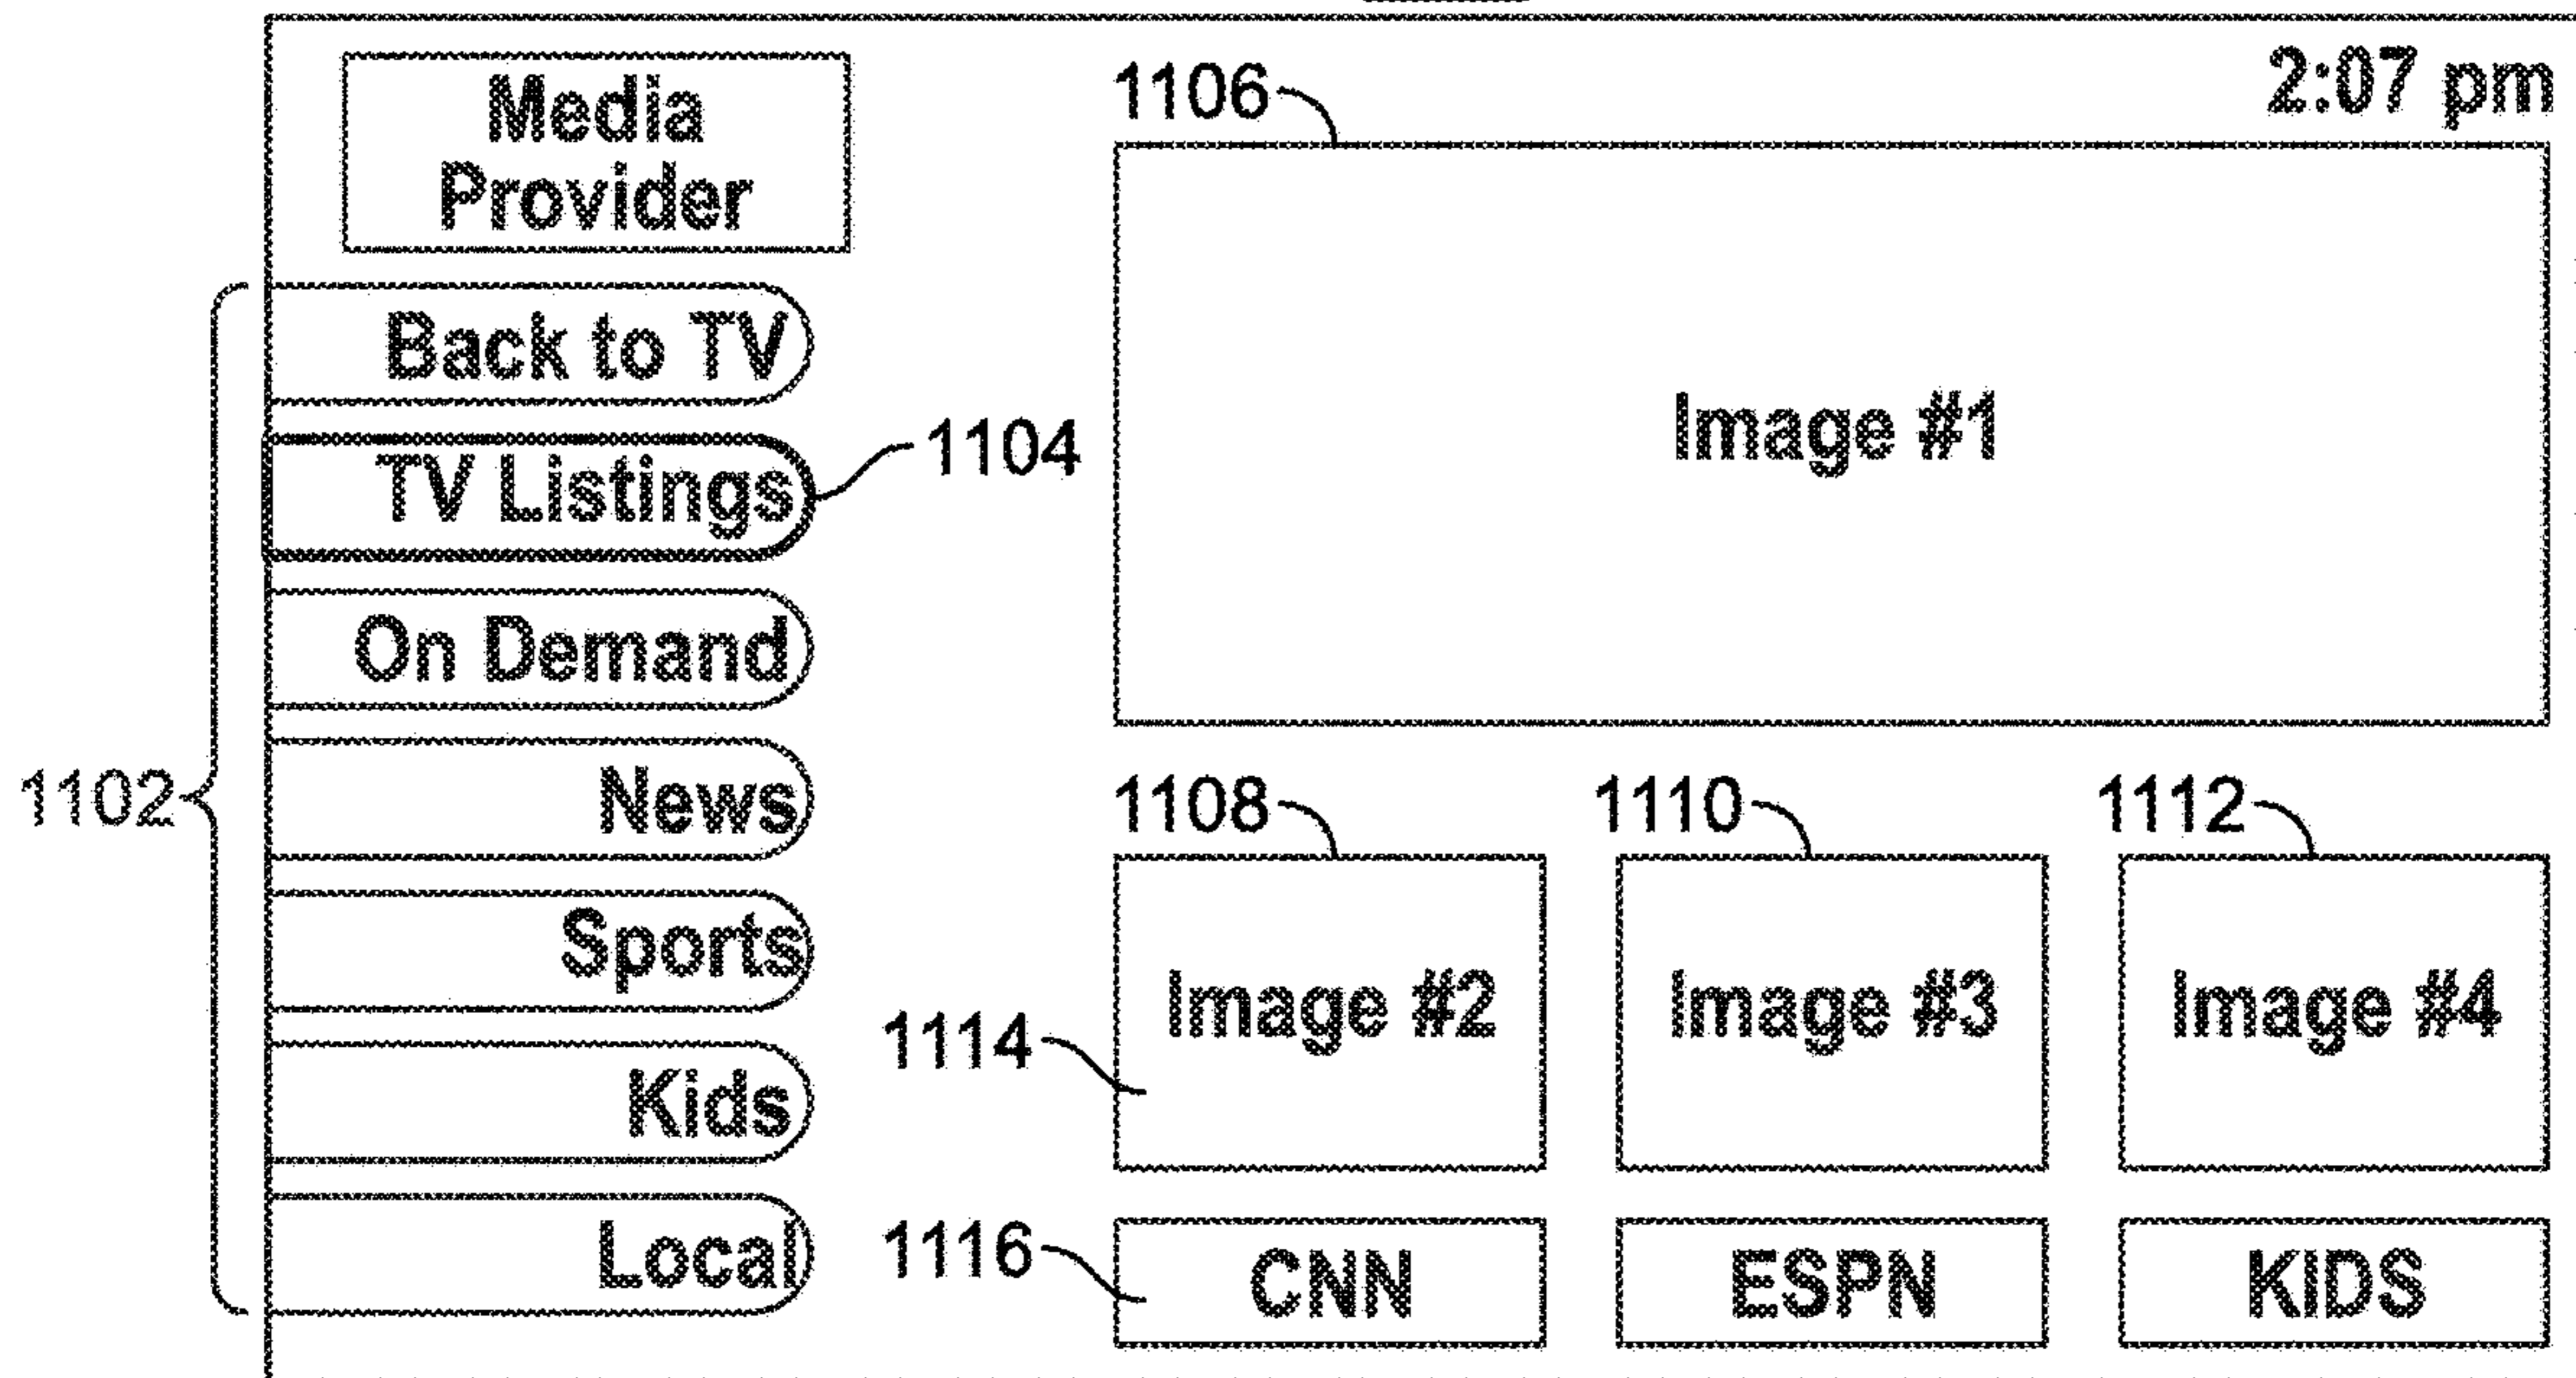 2:07 pm
Media
Provider
1106
Back to TV
Image #1
TV Listings
1104
On Demand
News
1102
1108
1110
1112
Sports
Image #2
Image #3
Image #4
1114
Kids
Local
1116
CNN
ESPN
KIDS